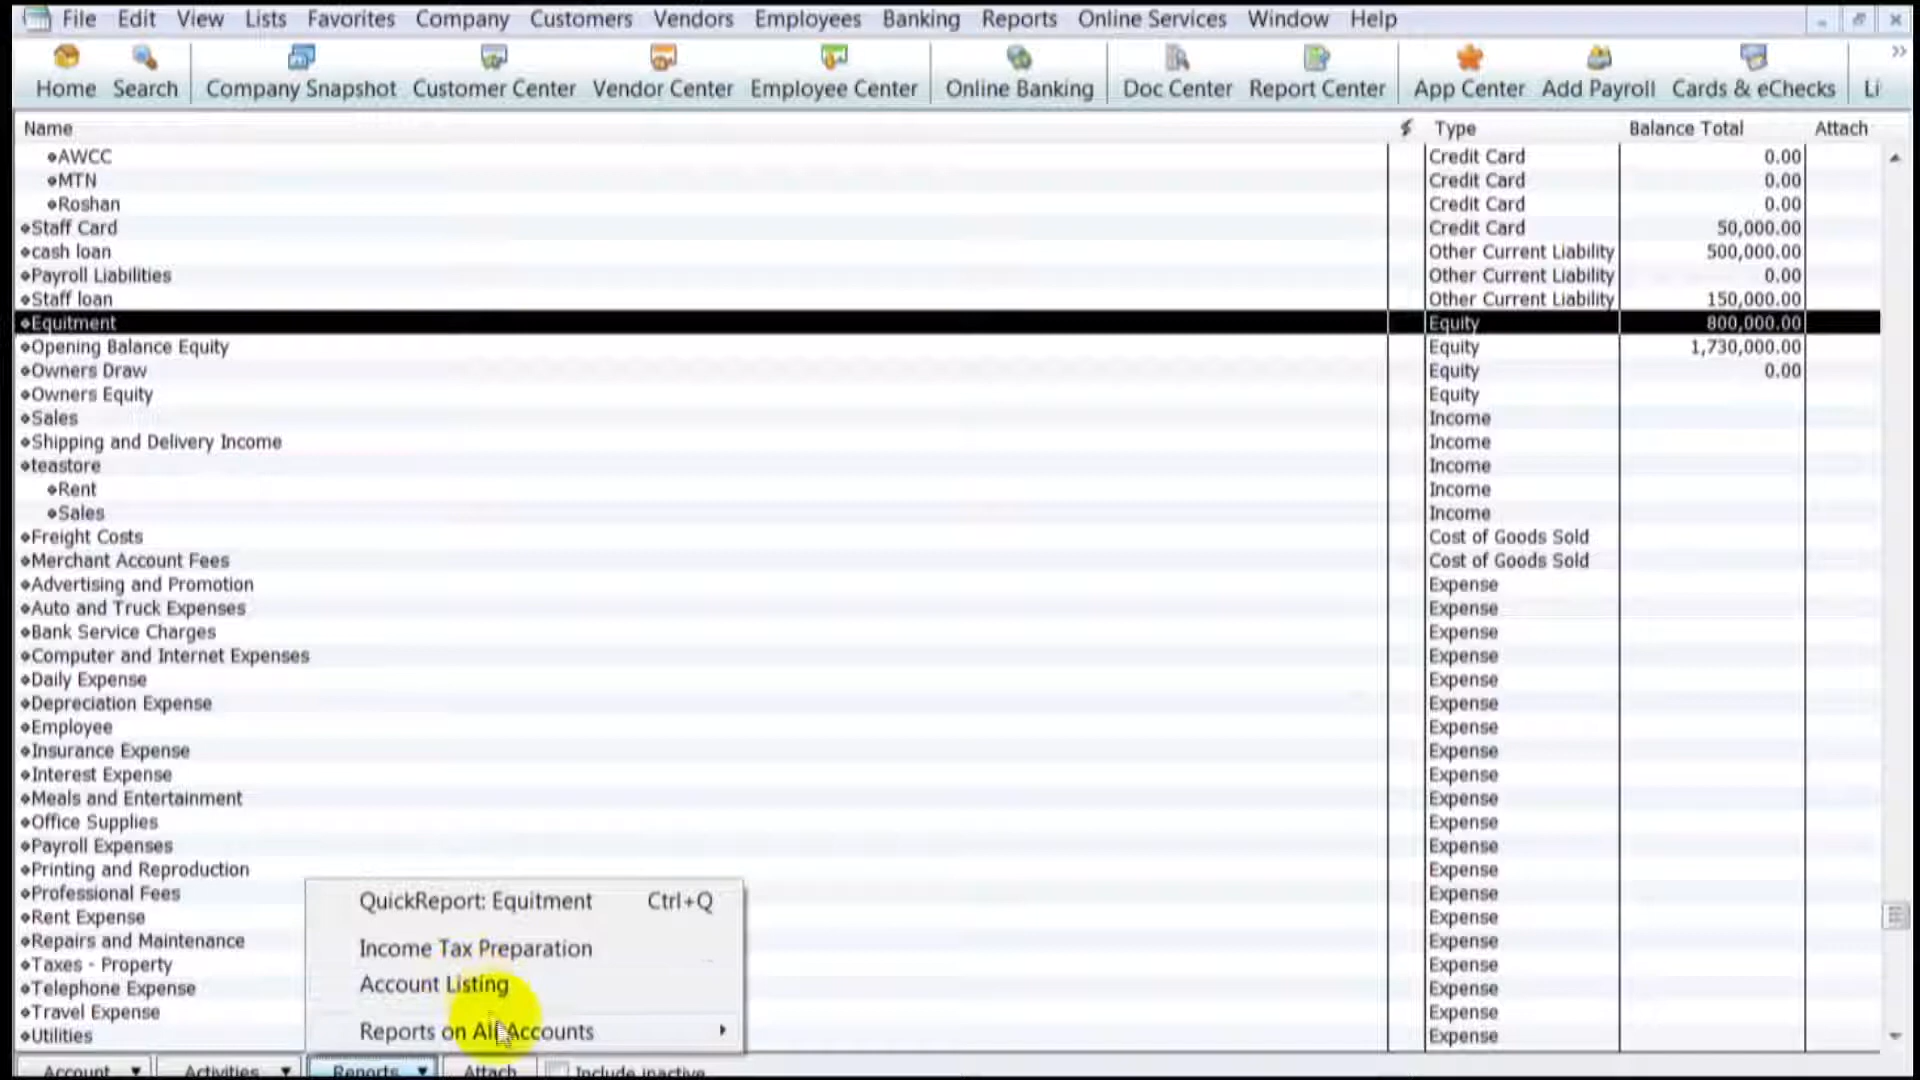 File Edit View Lists Favorites Company Customers Vendors Employees Banking Reports Online Services Window Help
Home Search Company Snapshot Customer Center Vendor Center Employee Center Online Banking Doc Center Report Center App Center Add Payroll Cards & eChecks Li
Name Type Balance Total Attach
AWCC Credit Card 0.00
MTN Credit Card 0.00
Roshan Credit Card 0.00
Staff Card Credit Card 50,000.00
cash loan Other Current Liability 500,000.00
Payroll Liabilities Other Current Liability 0.00
Staff loan Other Current Liability 150,000.00
Equitment Equity 800,000.00
Opening Balance Equity Equity 1,730,000.00
Owners Draw Equity 0.00
Owners Equity Equity
Sales Income
Shipping and Delivery Income Income
teastore Income
Rent Income
Sales Income
Freight Costs Cost of Goods Sold
Merchant Account Fees Cost of Goods Sold
Advertising and Promotion Expense
Auto and Truck Expenses Expense
Bank Service Charges Expense
Computer and Internet Expenses Expense
Daily Expense Expense
Depreciation Expense Expense
Employee Expense
Insurance Expense Expense
Interest Expense Expense
Meals and Entertainment Expense
Office Supplies Expense
Payroll Expenses Expense
Printing and Reproduction Expense
Professional Fees Expense
Rent Expense Expense
Repairs and Maintenance Expense
Taxes - Property Expense
Telephone Expense Expense
Travel Expense Expense
Utilities Expense
QuickReport: Equitment Ctrl+Q
Income Tax Preparation
Account Listing
Reports on All Accounts
Account Activities Reports Attach Include inactive